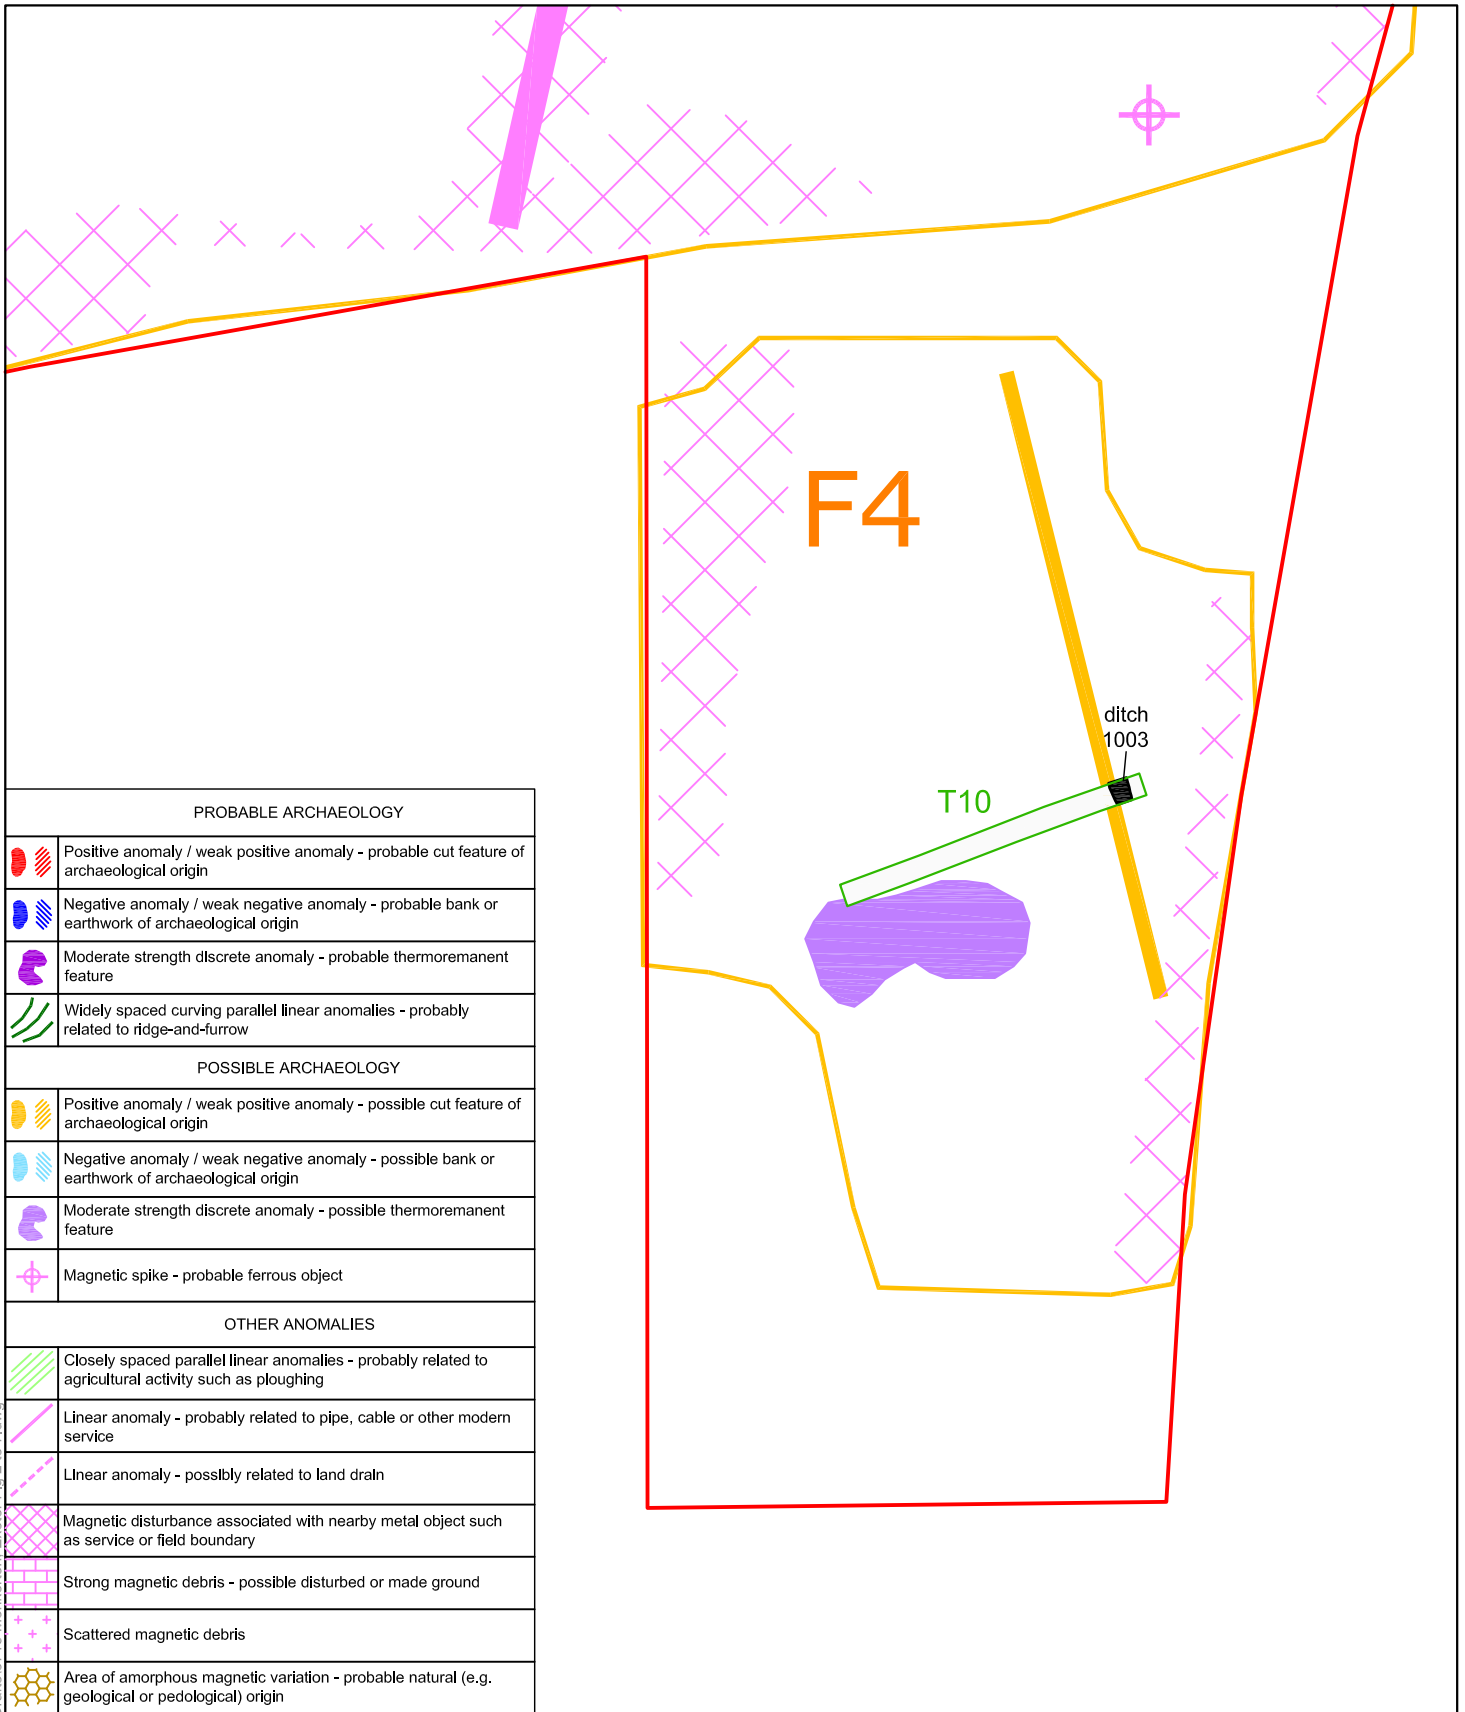 F4
ditch
1003
T10
PROBABLE ARCHAEOLOGY
Positive anomaly / weak positive anomaly - probable cut feature of
archaeological origin
Negative anomaly / weak negative anomaly - probable bank or
earthwork of archaeological origin
Moderate strength discrete anomaly - probable thermoremanent
feature
Widely spaced curving parallel linear anomalies - probably
related to ridge-and-furrow
POSSIBLE ARCHAEOLOGY
Positive anomaly / weak positive anomaly - possible cut feature of
archaeological origin
Negative anomaly / weak negative anomaly - possible bank or
earthwork of archaeological origin
Moderate strength discrete anomaly - possible thermoremanent
feature
Magnetic spike - probable ferrous object
OTHER ANOMALIES
Closely spaced parallel linear anomalies - probably related to
agricultural activity such as ploughing
Linear anomaly - probably related to pipe, cable or other modern
service
Linear anomaly - possibly related to land drain
Magnetic disturbance associated with nearby metal object such
as service or field boundary
Strong magnetic debris - possible disturbed or made ground
Scattered magnetic debris
Area of amorphous magnetic variation - probable natural (e.g.
geological or pedological) origin